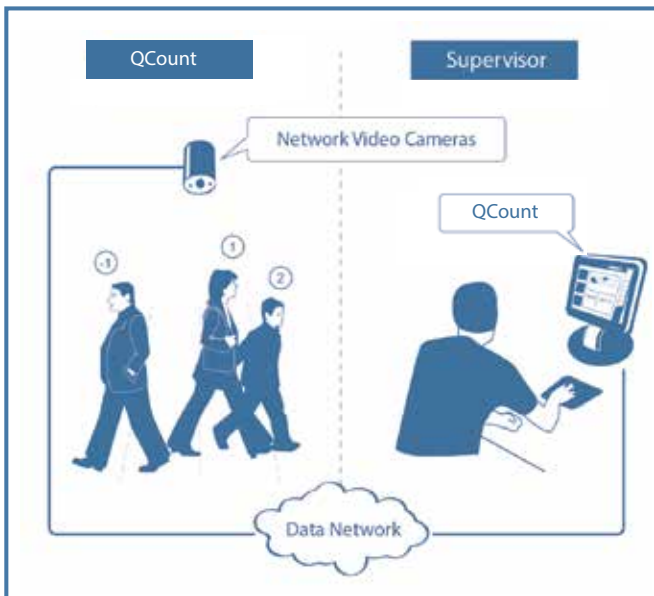 QCount
Supervisor
Network Video Cameras
QCount
-1
1
2
Data Network